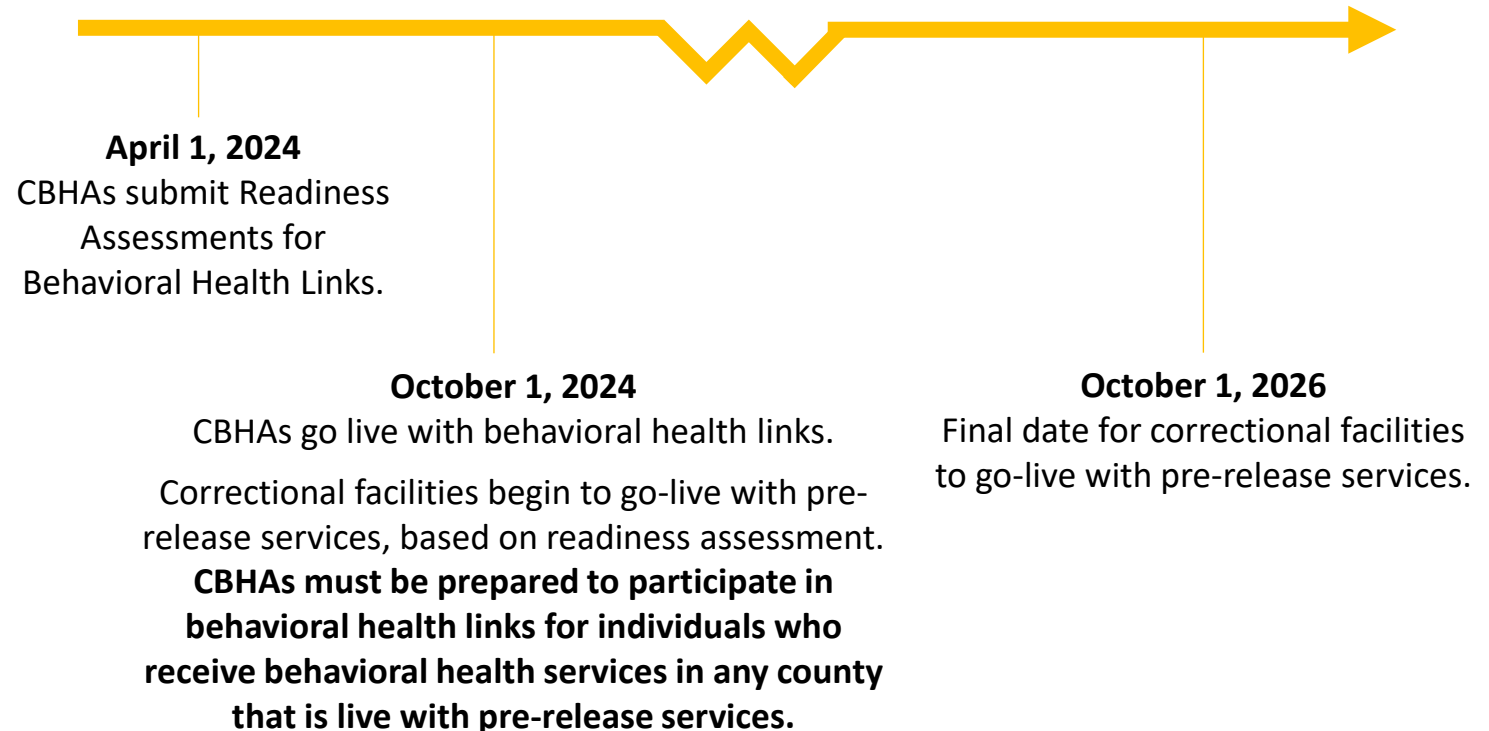 April 1, 2024
CBHAs submit Readiness
Assessments for
Behavioral Health Links.
October 1, 2024
CBHAs go live with behavioral health links.
Correctional facilities begin to go-live with pre-
release services, based on readiness assessment.
CBHAs must be prepared to participate in
behavioral health links for individuals who
receive behavioral health services in any county
that is live with pre-release services.
October 1, 2026
Final date for correctional facilities
to go-live with pre-release services.